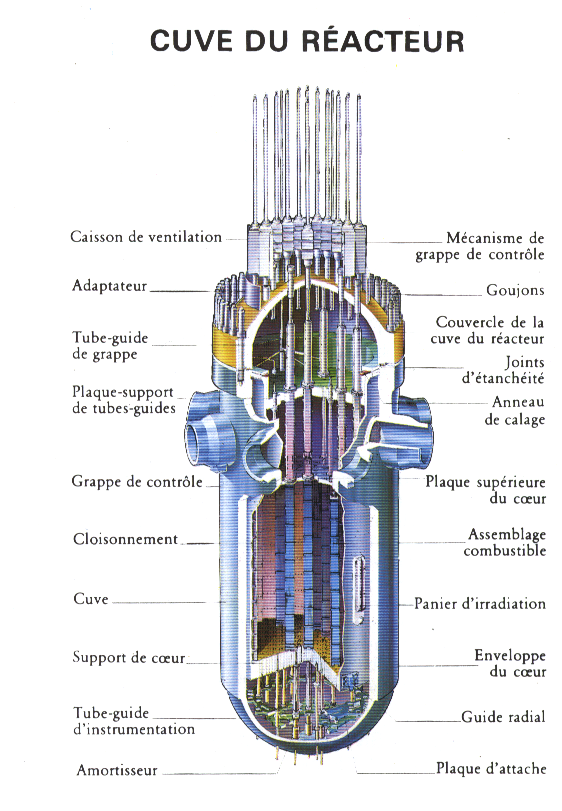 CUVE DU RÉACTEUR
Caisson de ventilation
Adaptateur
Tube-guide
de grappe
Plaque-support
de tubes-guides
Grappe de contrôle
Cloisonnement
Cuve
Support de cœur
Tube-guide
d'instrumentation
Amortisseur
Mécanisme de
grappe de contrôle
Goujons
Couvercle de la
cuve du réacteur
Joints
d'étanchéité
Anneau
de calage
Plaque supérieure
du cœur
Assemblage
combustible
Panier d'irradiation
Enveloppe
du cœur
Guide radial
Plaque d'attache